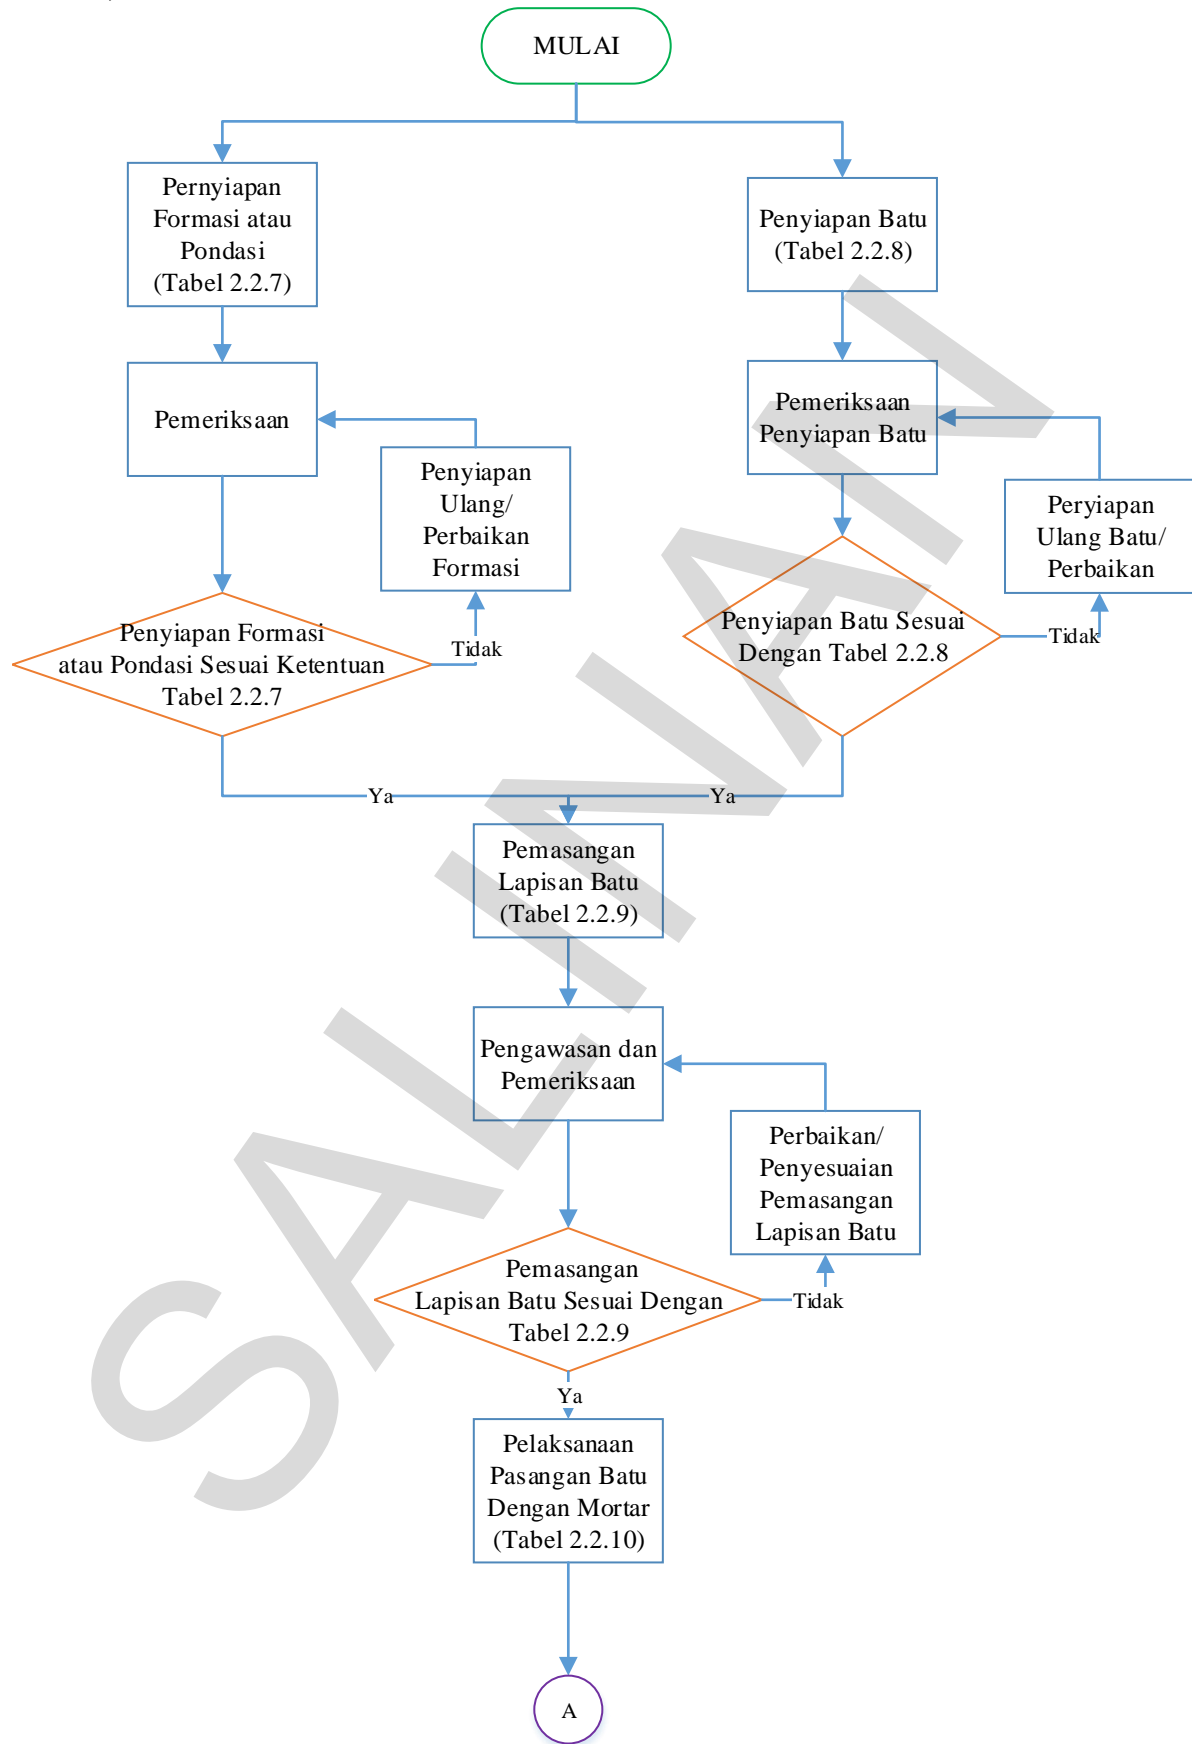 MULAI
Pernyiapan
Formasi atau
Pondasi
(Tabel 2.2.7)
Penyiapan Batu
(Tabel 2.2.8)
Pemeriksaan
Pemeriksaan
Penyiapan Batu
Penyiapan
Ulang/
Perbaikan
Formasi
Peryiapan
Ulang Batu/
Perbaikan
Penyiapan Formasi
atau Pondasi Sesuai Ketentuan
Tabel 2.2.7
Tidak
Penyiapan Batu Sesuai
Dengan Tabel 2.2.8
Tidak
Ya
Ya
Pemasangan
Lapisan Batu
(Tabel 2.2.9)
Pengawasan dan
Pemeriksaan
Perbaikan/
Penyesuaian
Pemasangan
Lapisan Batu
Pemasangan
Lapisan Batu Sesuai Dengan
Tabel 2.2.9
Tidak
Ya
Pelaksanaan
Pasangan Batu
Dengan Mortar
(Tabel 2.2.10)
A
SALINAN